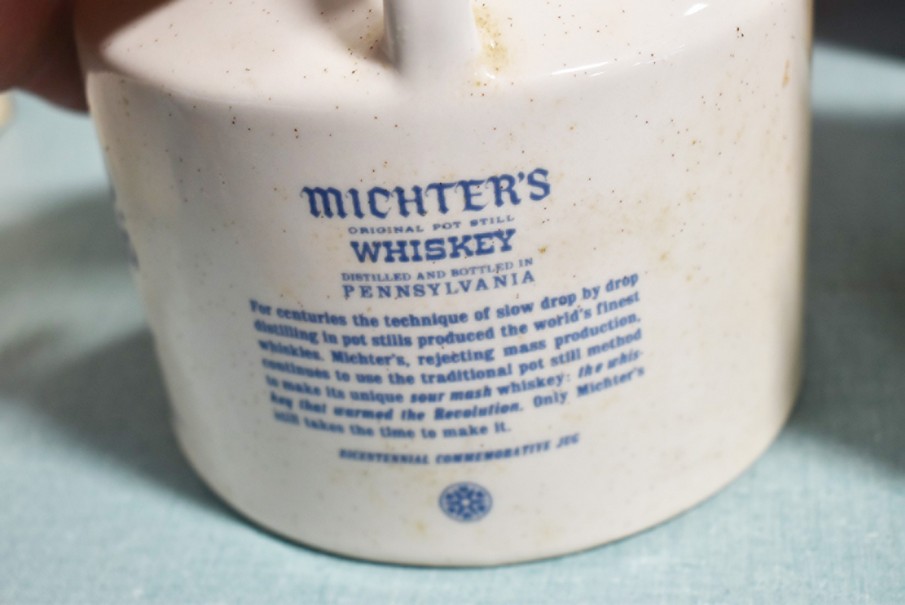 MICHTER'S
ORIGINAL POT STILL
WHISKEY
DISTILLED AND BOTTLED IN
PENNSYLVANIA
For centuries the technique of slow drop by drop
distilling in pot stills produced the world's finest
whiskies. Michter's, rejecting mass production,
continues to use the traditional pot still method
to make its unique sour mash whiskey: the whis-
key that warmed the Revolution. Only Michter's
still takes the time to make it.
BICENTENNIAL COMMEMORATIVE JUG